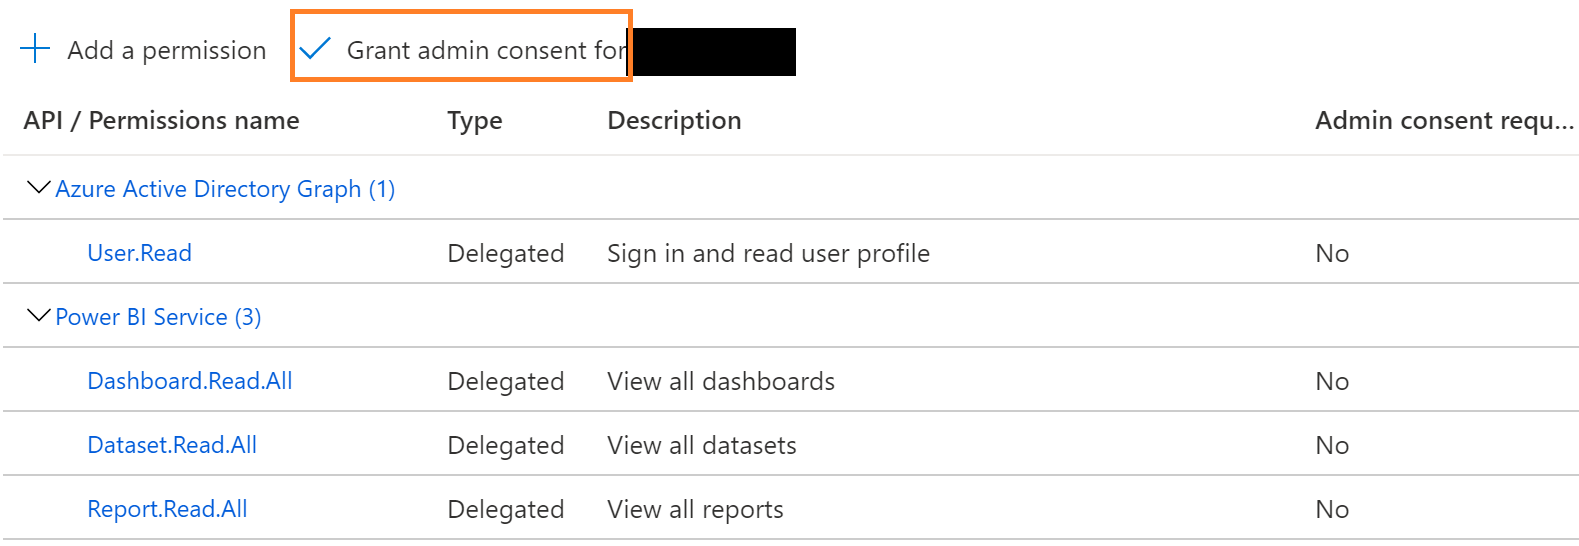 Add a permission Grant admin consent for
API / Permissions name Type Description Admin consent requ...
Azure Active Directory Graph (1)
User.Read Delegated Sign in and read user profile No
Power BI Service (3)
Dashboard.Read.All Delegated View all dashboards No
Dataset.Read.All Delegated View all datasets No
Report.Read.All Delegated View all reports No